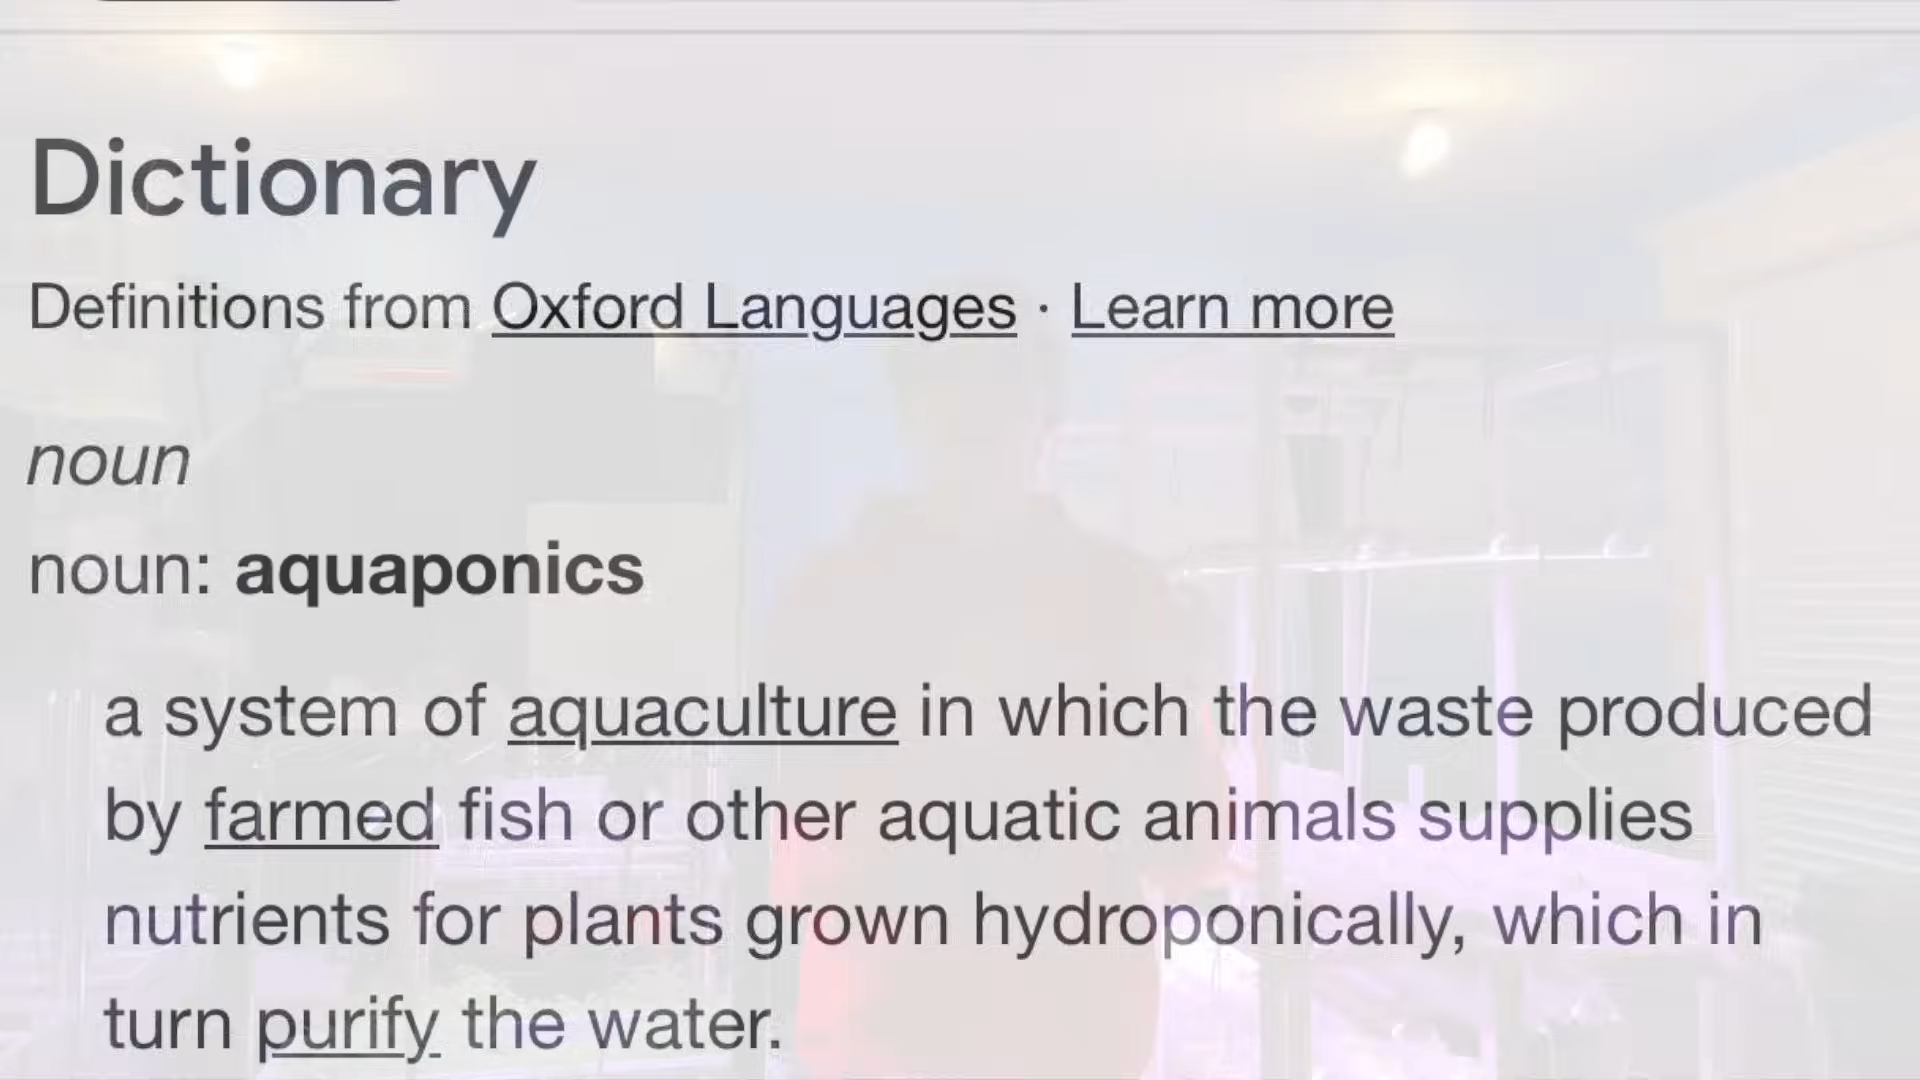 Dictionary
Definitions from Oxford Languages · Learn more
noun
noun: aquaponics
a system of aquaculture in which the waste produced
by farmed fish or other aquatic animals supplies
nutrients for plants grown hydroponically, which in
turn purify the water.